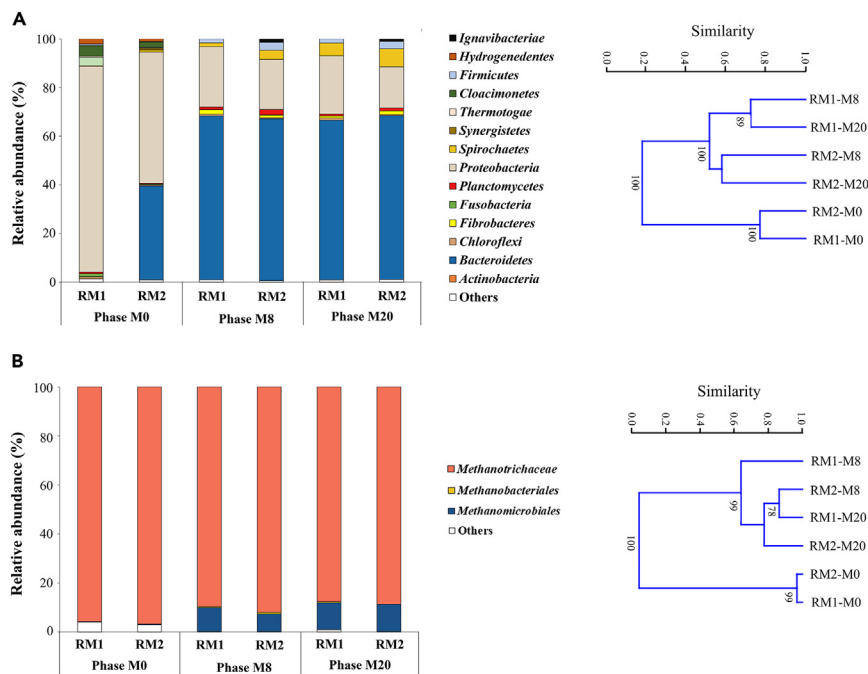 A
Relative abundance (%)
100
80
60
40
20
0
RM1 RM2 RM1 RM2 RM1 RM2
Phase M0 Phase M8 Phase M20
Ignavibacteriae
Hydrogenedentes
Firmicutes
Cloacimonetes
Thermotogae
Synergistetes
Spirochaetes
Proteobacteria
Planctomycetes
Fusobacteria
Fibrobacteres
Chloroflexi
Bacteroidetes
Actinobacteria
Others
Similarity
0.0 0.2 0.4 0.6 0.8 1.0
RM1-M8
89
RM1-M20
100
RM2-M8
RM2-M20
100
RM2-M0
100
RM1-M0
B
Relative abundance (%)
100
80
60
40
20
0
RM1 RM2 RM1 RM2 RM1 RM2
Phase M0 Phase M8 Phase M20
Methanotrichaceae
Methanobacteriales
Methanomicrobiales
Others
Similarity
0.0 0.2 0.4 0.6 0.8 1.0
RM1-M8
RM2-M8
99
78
RM1-M20
RM2-M20
100
RM2-M0
99
RM1-M0